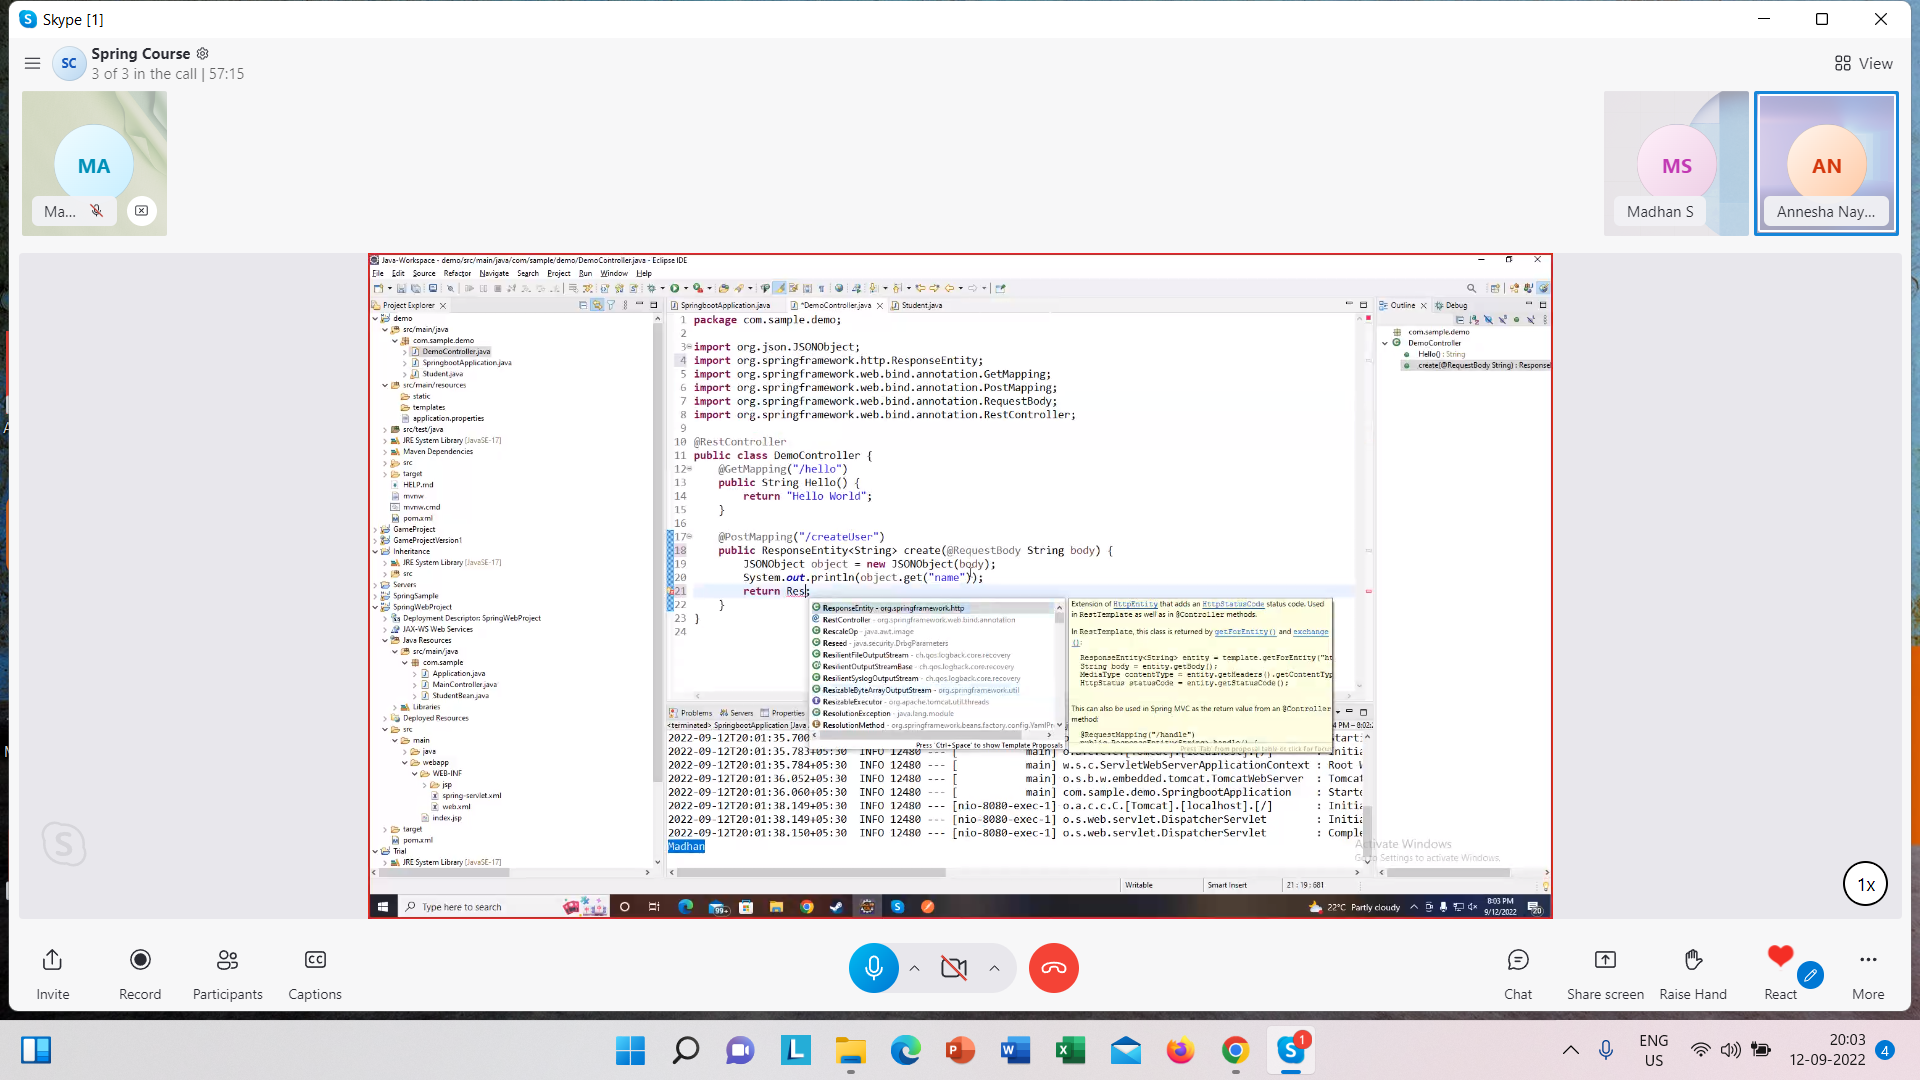 Skype [1]
SC
Spring Course
3 of 3 in the call | 57:15
View
MA
Ma...
MS
Madhan S
AN
Annesha Nay...
Java-Workspace - demo/src/main/java/com/sample/demo/DemoController.java - Eclipse IDE
File Edit Source Refactor Navigate Search Project Run Window Help
Project Explorer
demo
src/main/java
com.sample.demo
DemoController.java
SpringbootApplication.java
Student.java
src/main/resources
static
templates
application.properties
src/test/java
JRE System Library [JavaSE-17]
Maven Dependencies
src
target
HELP.md
mvnw
mvnw.cmd
pom.xml
GameProject
GameProjectVersion1
Inheritance
JRE System Library [JavaSE-17]
src
Servers
SpringSample
SpringWebProject
Deployment Descriptor: SpringWebProject
JAX-WS Web Services
Java Resources
src/main/java
com.sample
Application.java
MainController.java
StudentBean.java
Libraries
Deployed Resources
src
main
java
webapp
WEB-INF
jsp
spring-servlet.xml
web.xml
index.jsp
target
pom.xml
Trial
JRE System Library [JavaSE-17]
SpringbootApplication.java *DemoController.java Student.java
1 package com.sample.demo;
2
3 import org.json.JSONObject;
4 import org.springframework.http.ResponseEntity;
5 import org.springframework.web.bind.annotation.GetMapping;
6 import org.springframework.web.bind.annotation.PostMapping;
7 import org.springframework.web.bind.annotation.RequestBody;
8 import org.springframework.web.bind.annotation.RestController;
9
10 @RestController
11 public class DemoController {
12 @GetMapping("/hello")
13 public String Hello() {
14 return "Hello World";
15 }
16
17 @PostMapping("/createUser")
18 public ResponseEntity<String> create(@RequestBody String body) {
19 JSONObject object = new JSONObject(body);
20 System.out.println(object.get("name"));
21 return Res;
22 }
23 }
24
ResponseEntity - org.springframework.http
RestController - org.springframework.web.bind.annotation
RescaleOp - java.awt.image
Reseed - java.security.DrbgParameters
ResilientFileOutputStream - ch.qos.logback.core.recovery
ResilientOutputStreamBase - ch.qos.logback.core.recovery
ResilientSyslogOutputStream - ch.qos.logback.core.recovery
ResizableByteArrayOutputStream - org.springframework.util
ResizableExecutor - org.apache.tomcat.util.threads
ResolutionException - java.lang.module
ResolutionMethod - org.springframework.beans.factory.config.YamlPr
Press 'Ctrl+Space' to show Template Proposals
Extension of HttpEntity that adds an HttpStatusCode status code. Used
in RestTemplate as well as in @Controller methods.
In RestTemplate, this class is returned by getForEntity() and exchange
():
ResponseEntity<String> entity = template.getForEntity("ht
String body = entity.getBody();
MediaType contentType = entity.getHeaders().getContentTyp
HttpStatus statusCode = entity.getStatusCode();
This can also be used in Spring MVC as the return value from an @Controller
method:
@RequestMapping("/handle")
Outline Debug
com.sample.demo
DemoController
Hello() : String
create(@RequestBody String) : Response
Problems Servers Properties
<terminated> SpringbootApplication [Java
2022-09-12T20:01:35.700
2022-09-12T20:01:35.783+05:30 INFO 12480 --- [ main]
2022-09-12T20:01:35.784+05:30 INFO 12480 --- [ main] w.s.c.ServletWebServerApplicationContext : Root W
2022-09-12T20:01:36.052+05:30 INFO 12480 --- [ main] o.s.b.w.embedded.tomcat.TomcatWebServer : Tomcat
2022-09-12T20:01:36.060+05:30 INFO 12480 --- [ main] com.sample.demo.SpringbootApplication : Starte
2022-09-12T20:01:38.149+05:30 INFO 12480 --- [nio-8080-exec-1] o.a.c.c.C.[Tomcat].[localhost].[/] : Initia
2022-09-12T20:01:38.149+05:30 INFO 12480 --- [nio-8080-exec-1] o.s.web.servlet.DispatcherServlet : Initia
2022-09-12T20:01:38.150+05:30 INFO 12480 --- [nio-8080-exec-1] o.s.web.servlet.DispatcherServlet : Comple
Madhan
Activate Windows
Go to Settings to activate Windows.
Writable Smart Insert 21 : 19 : 681
Type here to search
99+
22°C Partly cloudy
8:03 PM
9/12/2022
20
1x
Invite
Record
Participants
CC
Captions
Chat
Share screen
Raise Hand
React
More
1
ENG
US
20:03
12-09-2022
4